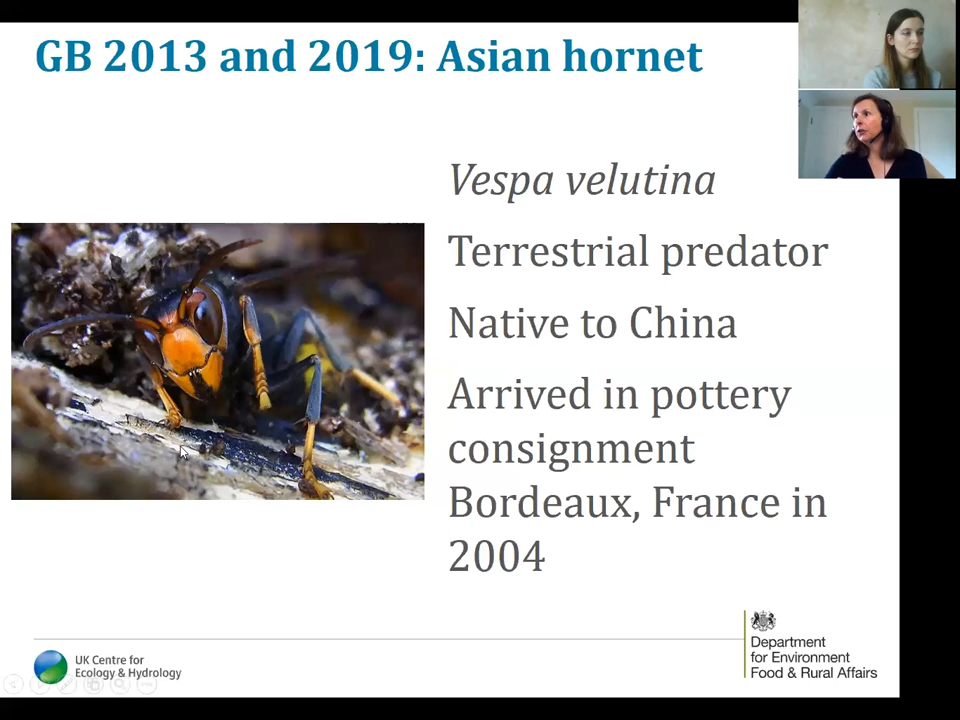 GB 2013 and 2019: Asian hornet
Vespa velutina
Terrestrial predator
Native to China
Arrived in pottery
consignment
Bordeaux, France in
2004
UK Centre for
Ecology & Hydrology
Department
for Environment
Food & Rural Affairs